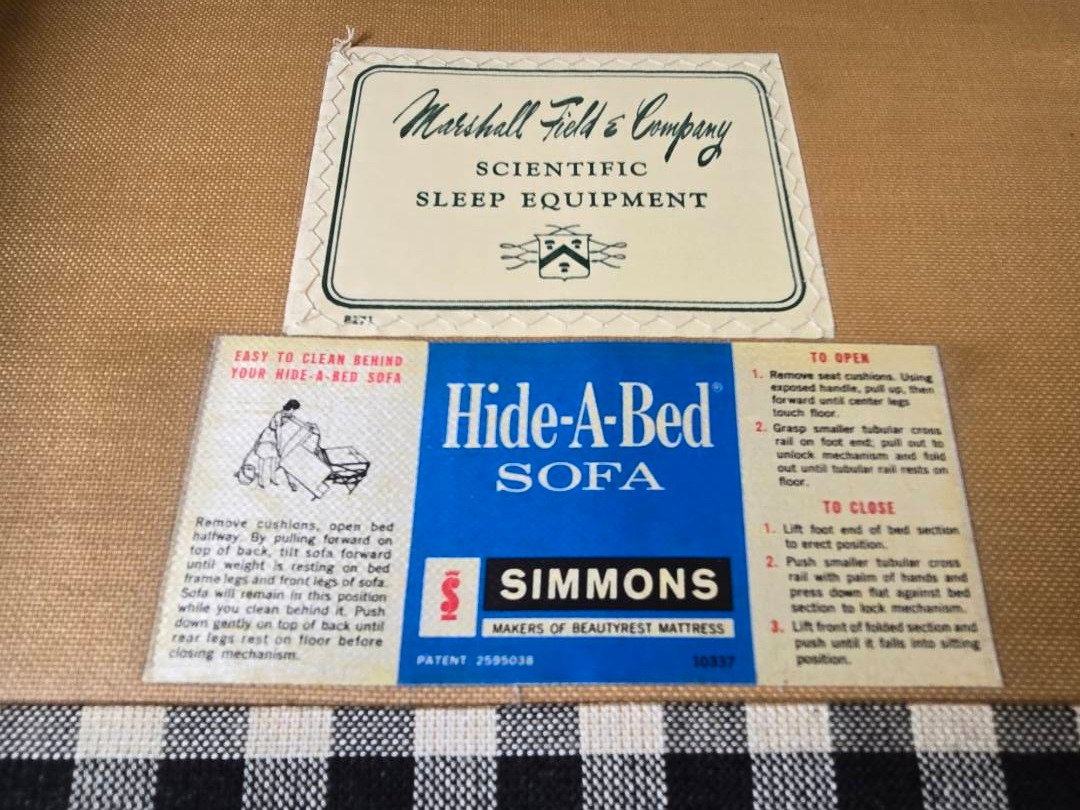 Marshall Field & Company
SCIENTIFIC
SLEEP EQUIPMENT
8271
EASY TO CLEAN BEHIND
YOUR HIDE-A-BED SOFA
Remove cushions, open bed
halfway. By pulling forward on
top of back, tilt sofa forward
until weight is resting on bed
frame legs and front legs of sofa.
Sofa will remain in this position
while you clean behind it. Push
down gently on top of back until
rear legs rest on floor before
closing mechanism.
Hide-A-Bed®
SOFA
S
SIMMONS
MAKERS OF BEAUTYREST MATTRESS
PATENT 2595038
10337
TO OPEN
1. Remove seat cushions. Using
exposed handle, pull up, then
forward until center legs
touch floor.
2. Grasp smaller tubular cross
rail on foot end; pull out to
unlock mechanism and fold
out until tubular rail rests on
floor.
TO CLOSE
1. Lift foot end of bed section
to erect position.
2. Push smaller tubular cross
rail with palm of hands and
press down flat against bed
section to lock mechanism.
3. Lift front of folded section and
push until it falls into sitting
position.